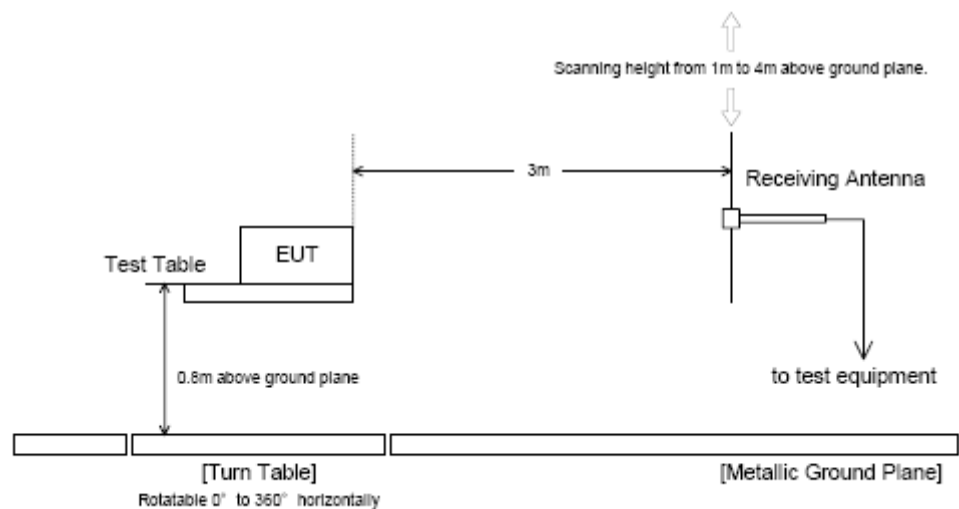 Scanning height from 1m to 4m above ground plane.
3m
Receiving Antenna
EUT
Test Table
0.8m above ground plane
to test equipment
[Turn Table]
[Metallic Ground Plane]
Rotatable 0° to 360° horizontally